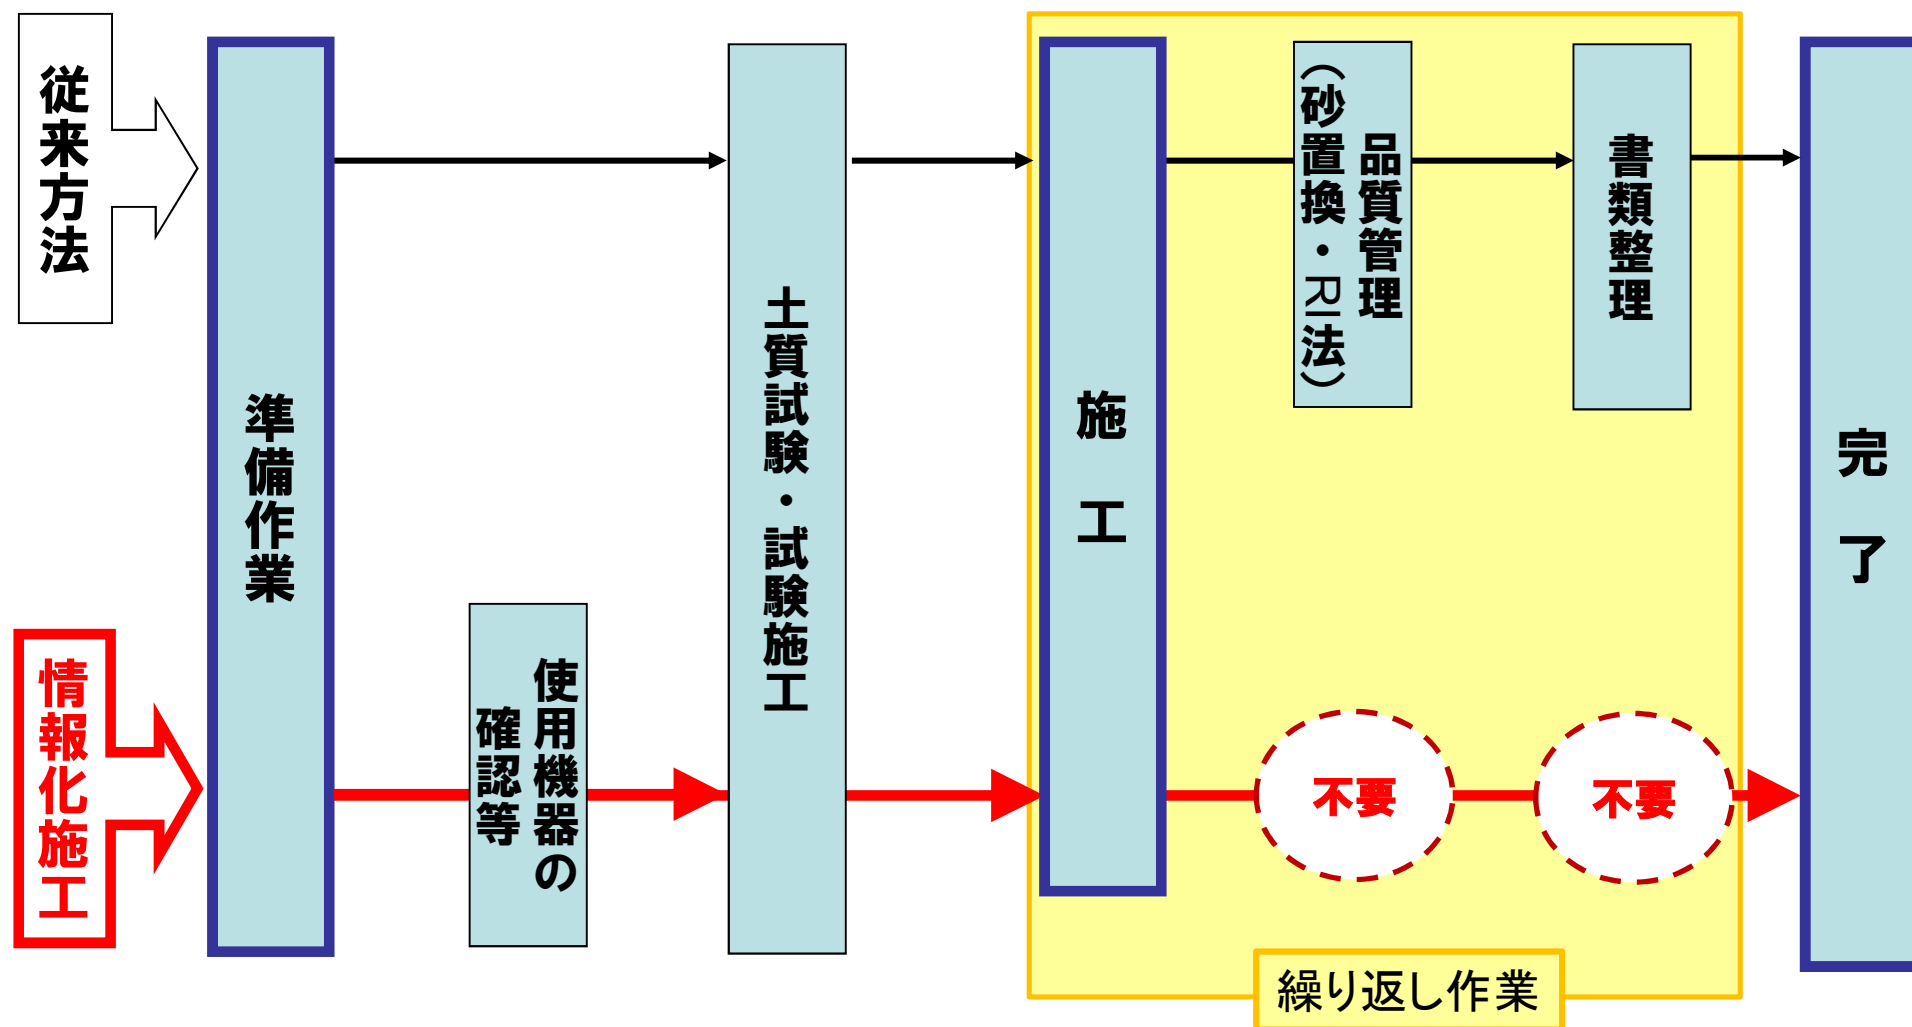 従来方法
情報化施工
準備作業
使用機器の
確認等
土質試験・試験施工
施　工
品質管理
（砂置換・RI法）
書類整理
不要
不要
繰り返し作業
完　了